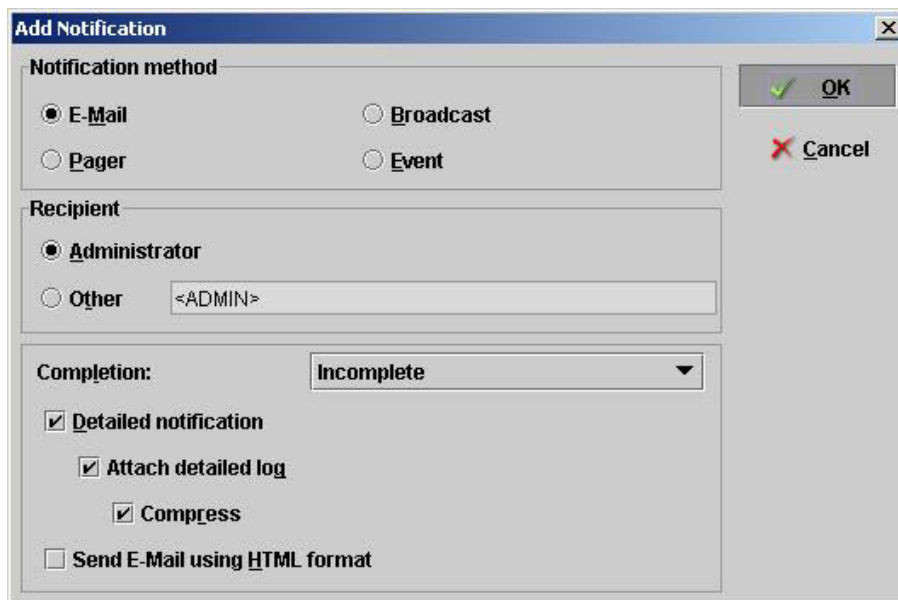 Add Notification
Notification method
E-Mail
Broadcast
Pager
Event
OK
Cancel
Recipient
Administrator
Other
<ADMIN>
Completion:
Incomplete
Detailed notification
Attach detailed log
Compress
Send E-Mail using HTML format